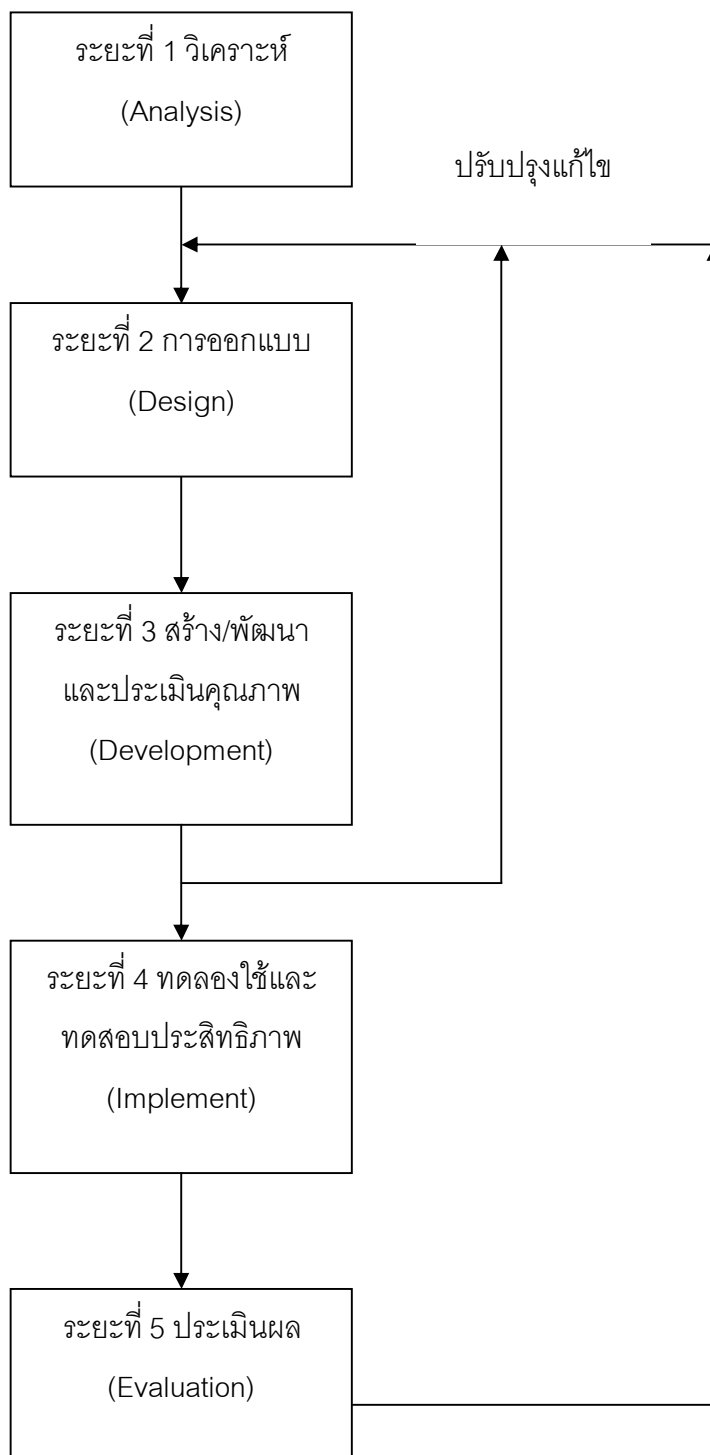 ระยะที่ 1 วิเคราะห์
(Analysis)
ปรับปรุงแก้ไข
ระยะที่ 2 การออกแบบ
(Design)
ระยะที่ 3 สร้าง/พัฒนา
และประเมินคุณภาพ
(Development)
ระยะที่ 4 ทดลองใช้และ
ทดสอบประสิทธิภาพ
(Implement)
ระยะที่ 5 ประเมินผล
(Evaluation)